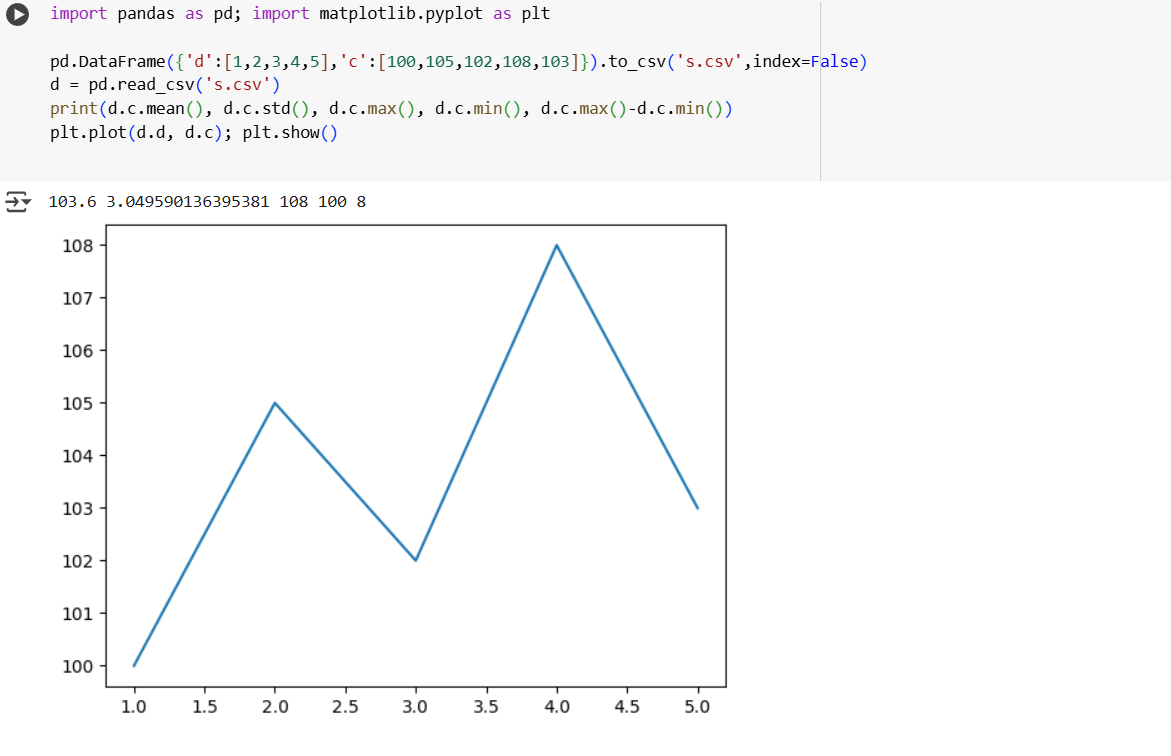 import pandas as pd; import matplotlib.pyplot as plt
pd.DataFrame({'d':[1,2,3,4,5],'c':[100,105,102,108,103]}).to_csv('s.csv',index=False)
d = pd.read_csv('s.csv')
print(d.c.mean(), d.c.std(), d.c.max(), d.c.min(), d.c.max()-d.c.min())
plt.plot(d.d, d.c); plt.show()
103.6 3.049590136395381 108 100 8
108
107
106
105
104
103
102
101
100
1.0 1.5 2.0 2.5 3.0 3.5 4.0 4.5 5.0